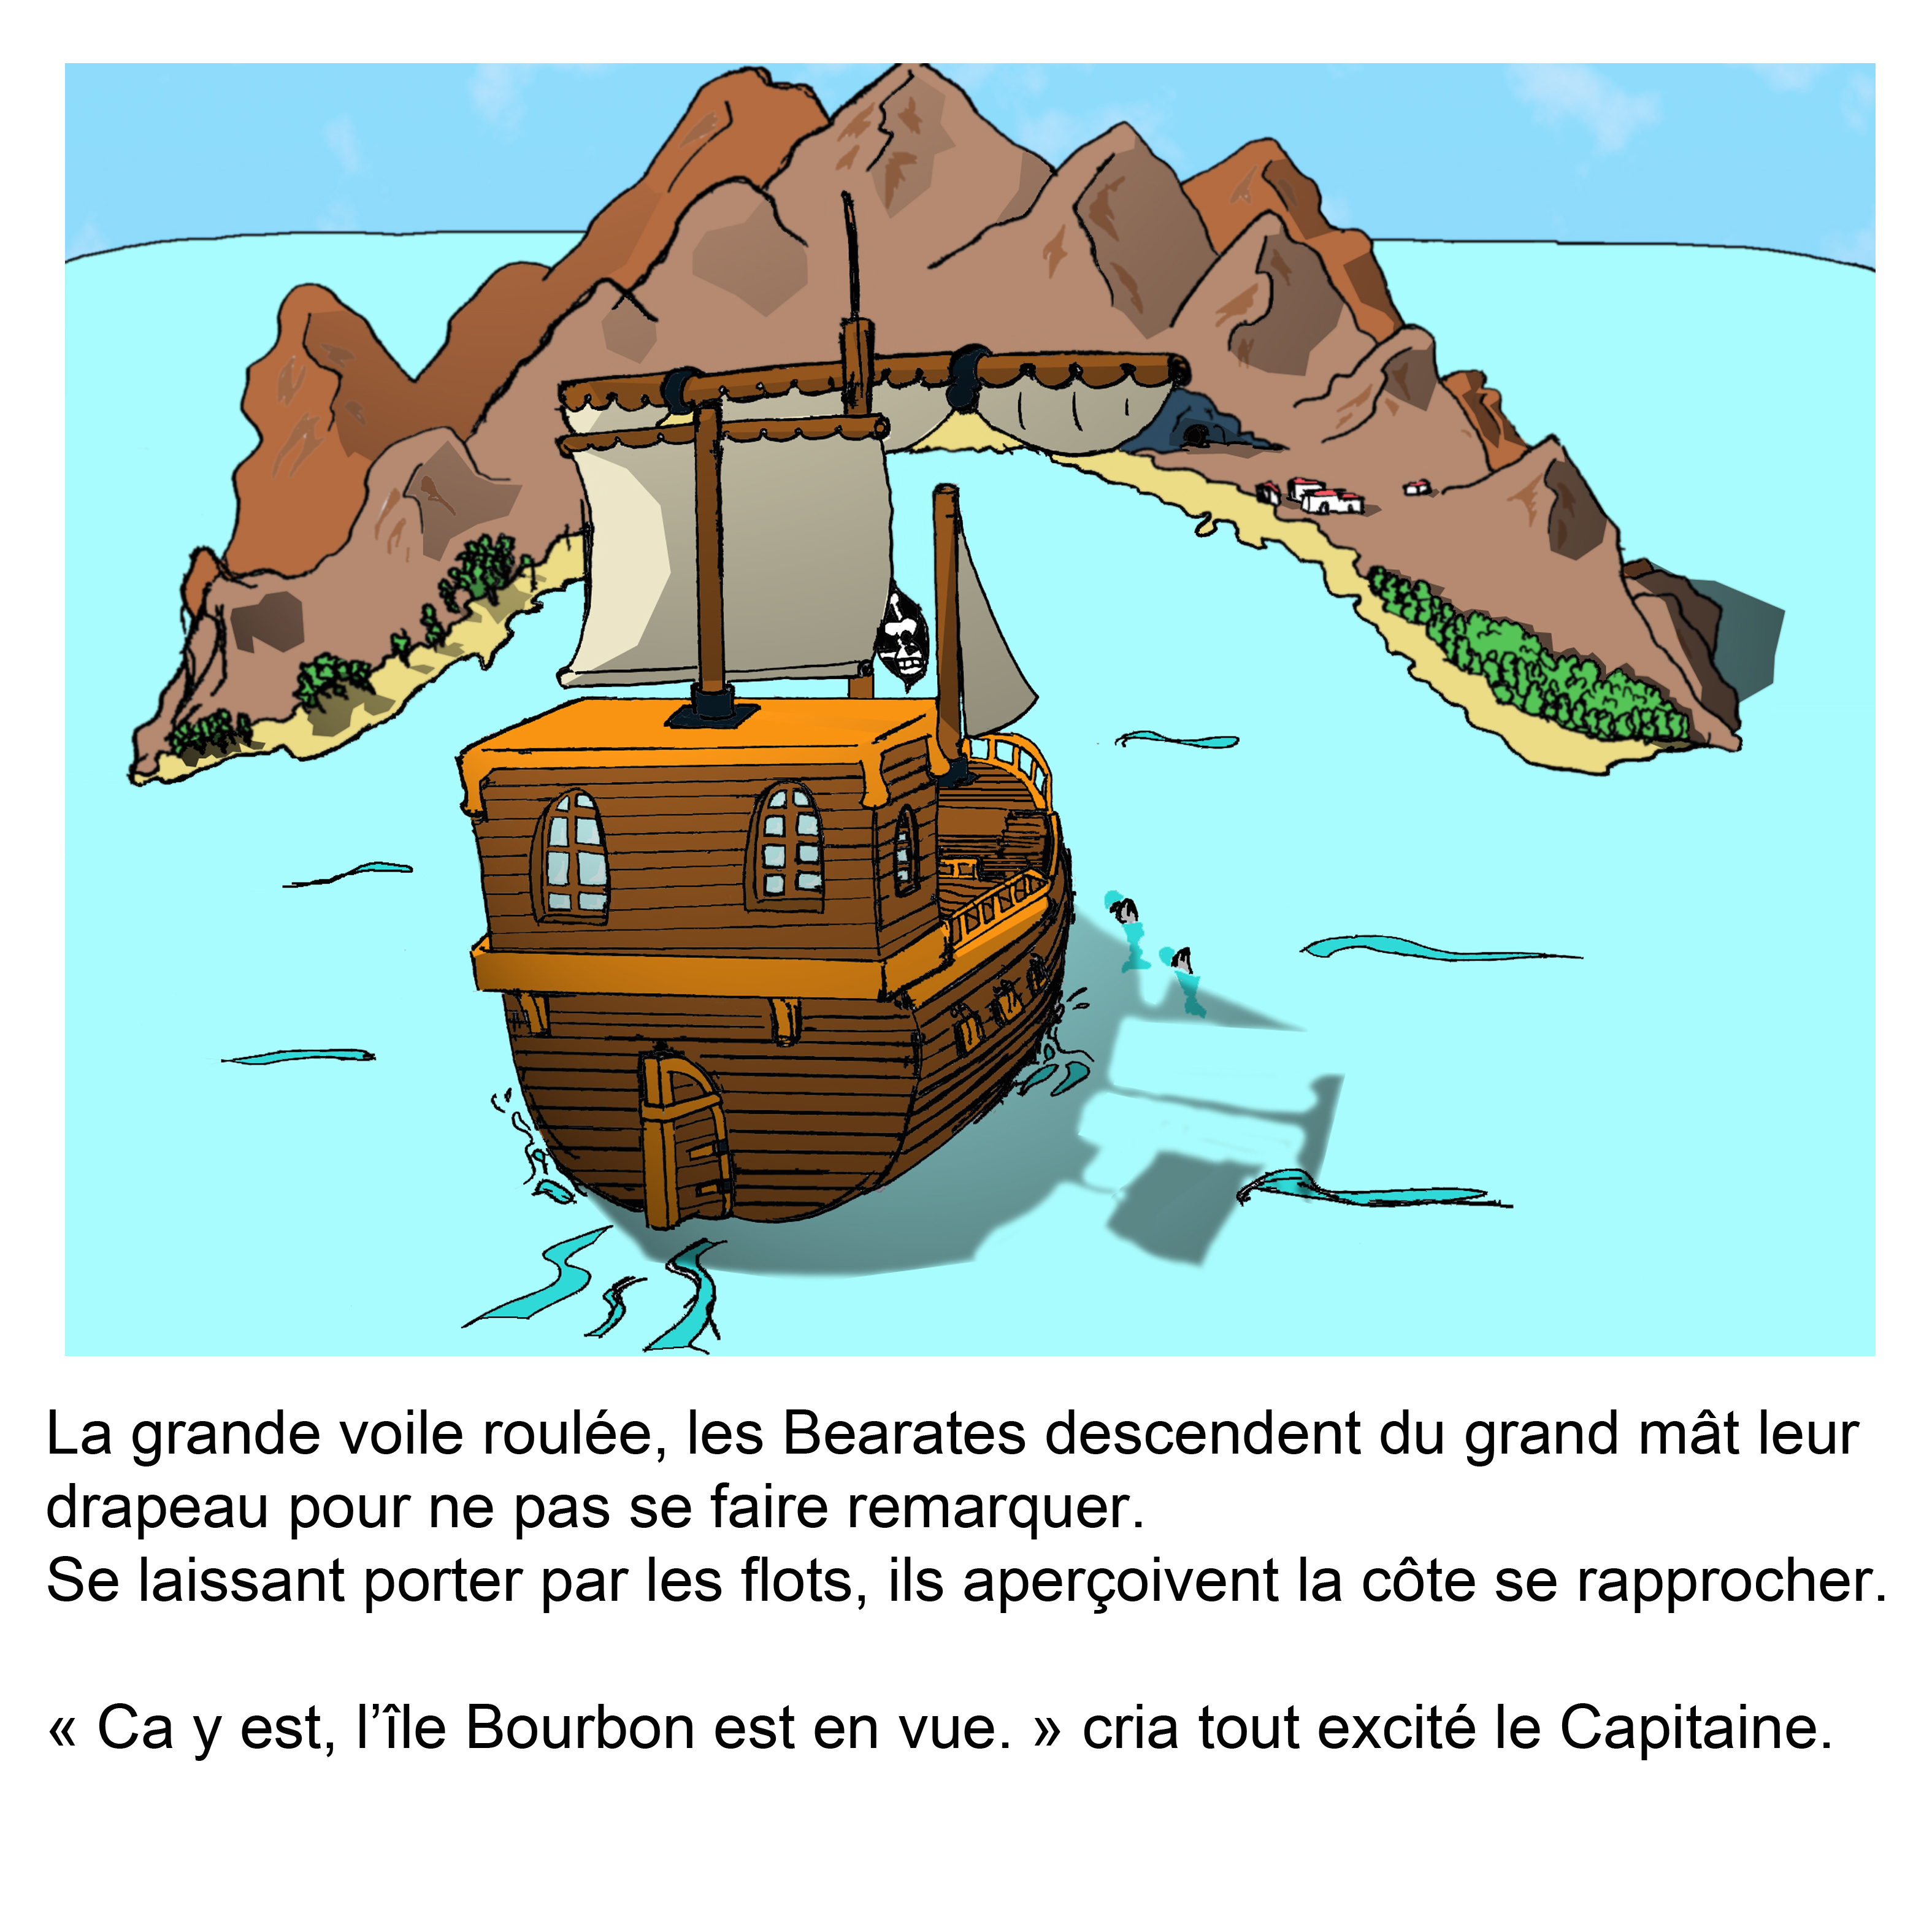 La grande voile roulée, les Bearates descendent du grand mât leur
drapeau pour ne pas se faire remarquer.
Se laissant porter par les flots, ils aperçoivent la côte se rapprocher.
« Ca y est, l’île Bourbon est en vue. » cria tout excité le Capitaine.